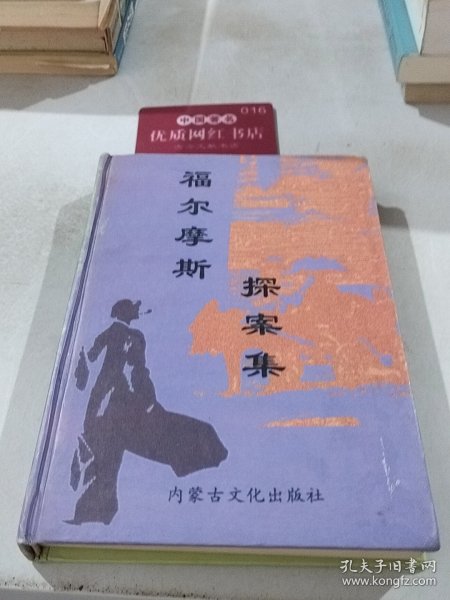 016
中国著名
优质网红书店
福尔摩斯
探案集
内蒙古文化出版社
孔夫子旧书网
www.kongfz.com